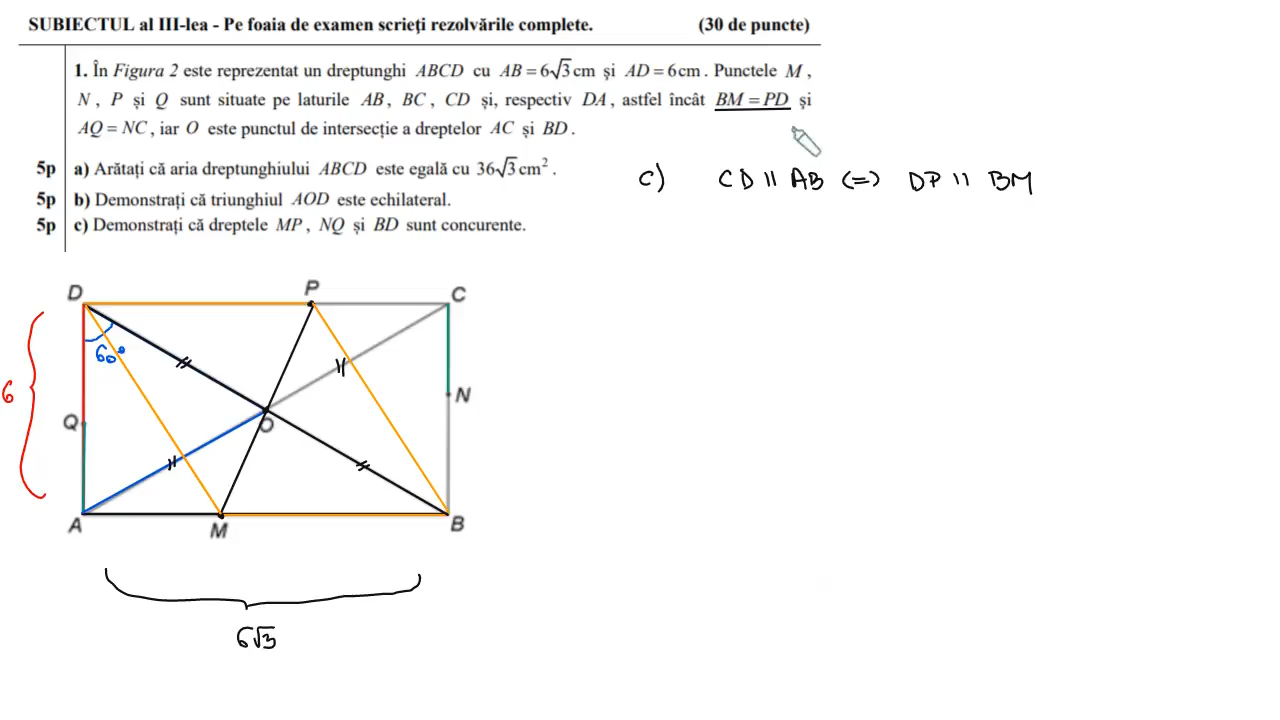 SUBIECTUL al III-lea - Pe foaia de examen scrieți rezolvările complete. (30 de puncte)
1. În Figura 2 este reprezentat un dreptunghi ABCD cu AB = 6√3 cm și AD = 6 cm. Punctele M,
N, P și Q sunt situate pe laturile AB, BC, CD și, respectiv DA, astfel încât BM = PD și
AQ = NC, iar O este punctul de intersecție a dreptelor AC și BD.
5p a) Arătați că aria dreptunghiului ABCD este egală cu 36√3 cm².
5p b) Demonstrați că triunghiul AOD este echilateral.
5p c) Demonstrați că dreptele MP, NQ și BD sunt concurente.
c) CD || AB (=) DP || BM
D P C
60°
6
N
Q O
A M B
6√3